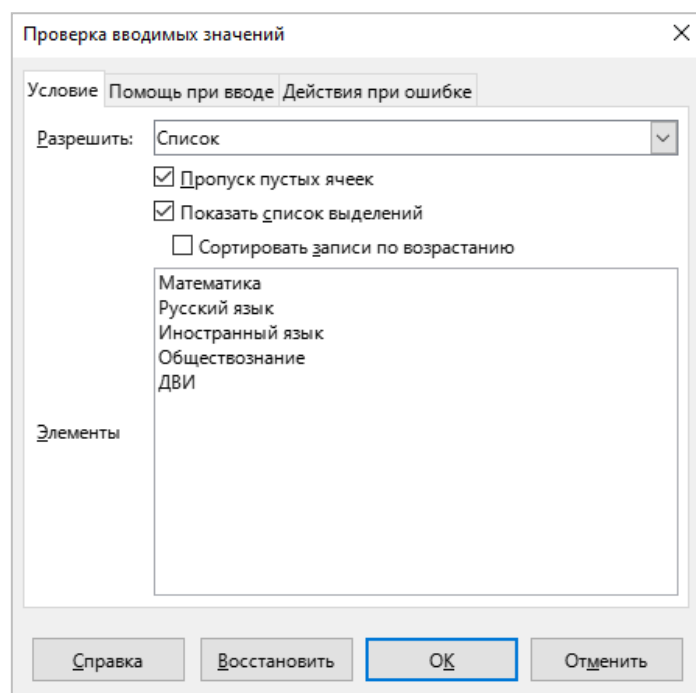 Проверка вводимых значений
Условие Помощь при вводе Действия при ошибке
Разрешить: Список
Пропуск пустых ячеек
Показать список выделений
Сортировать записи по возрастанию
Математика
Русский язык
Иностранный язык
Обществознание
ДВИ
Элементы
Справка Восстановить ОК Отменить